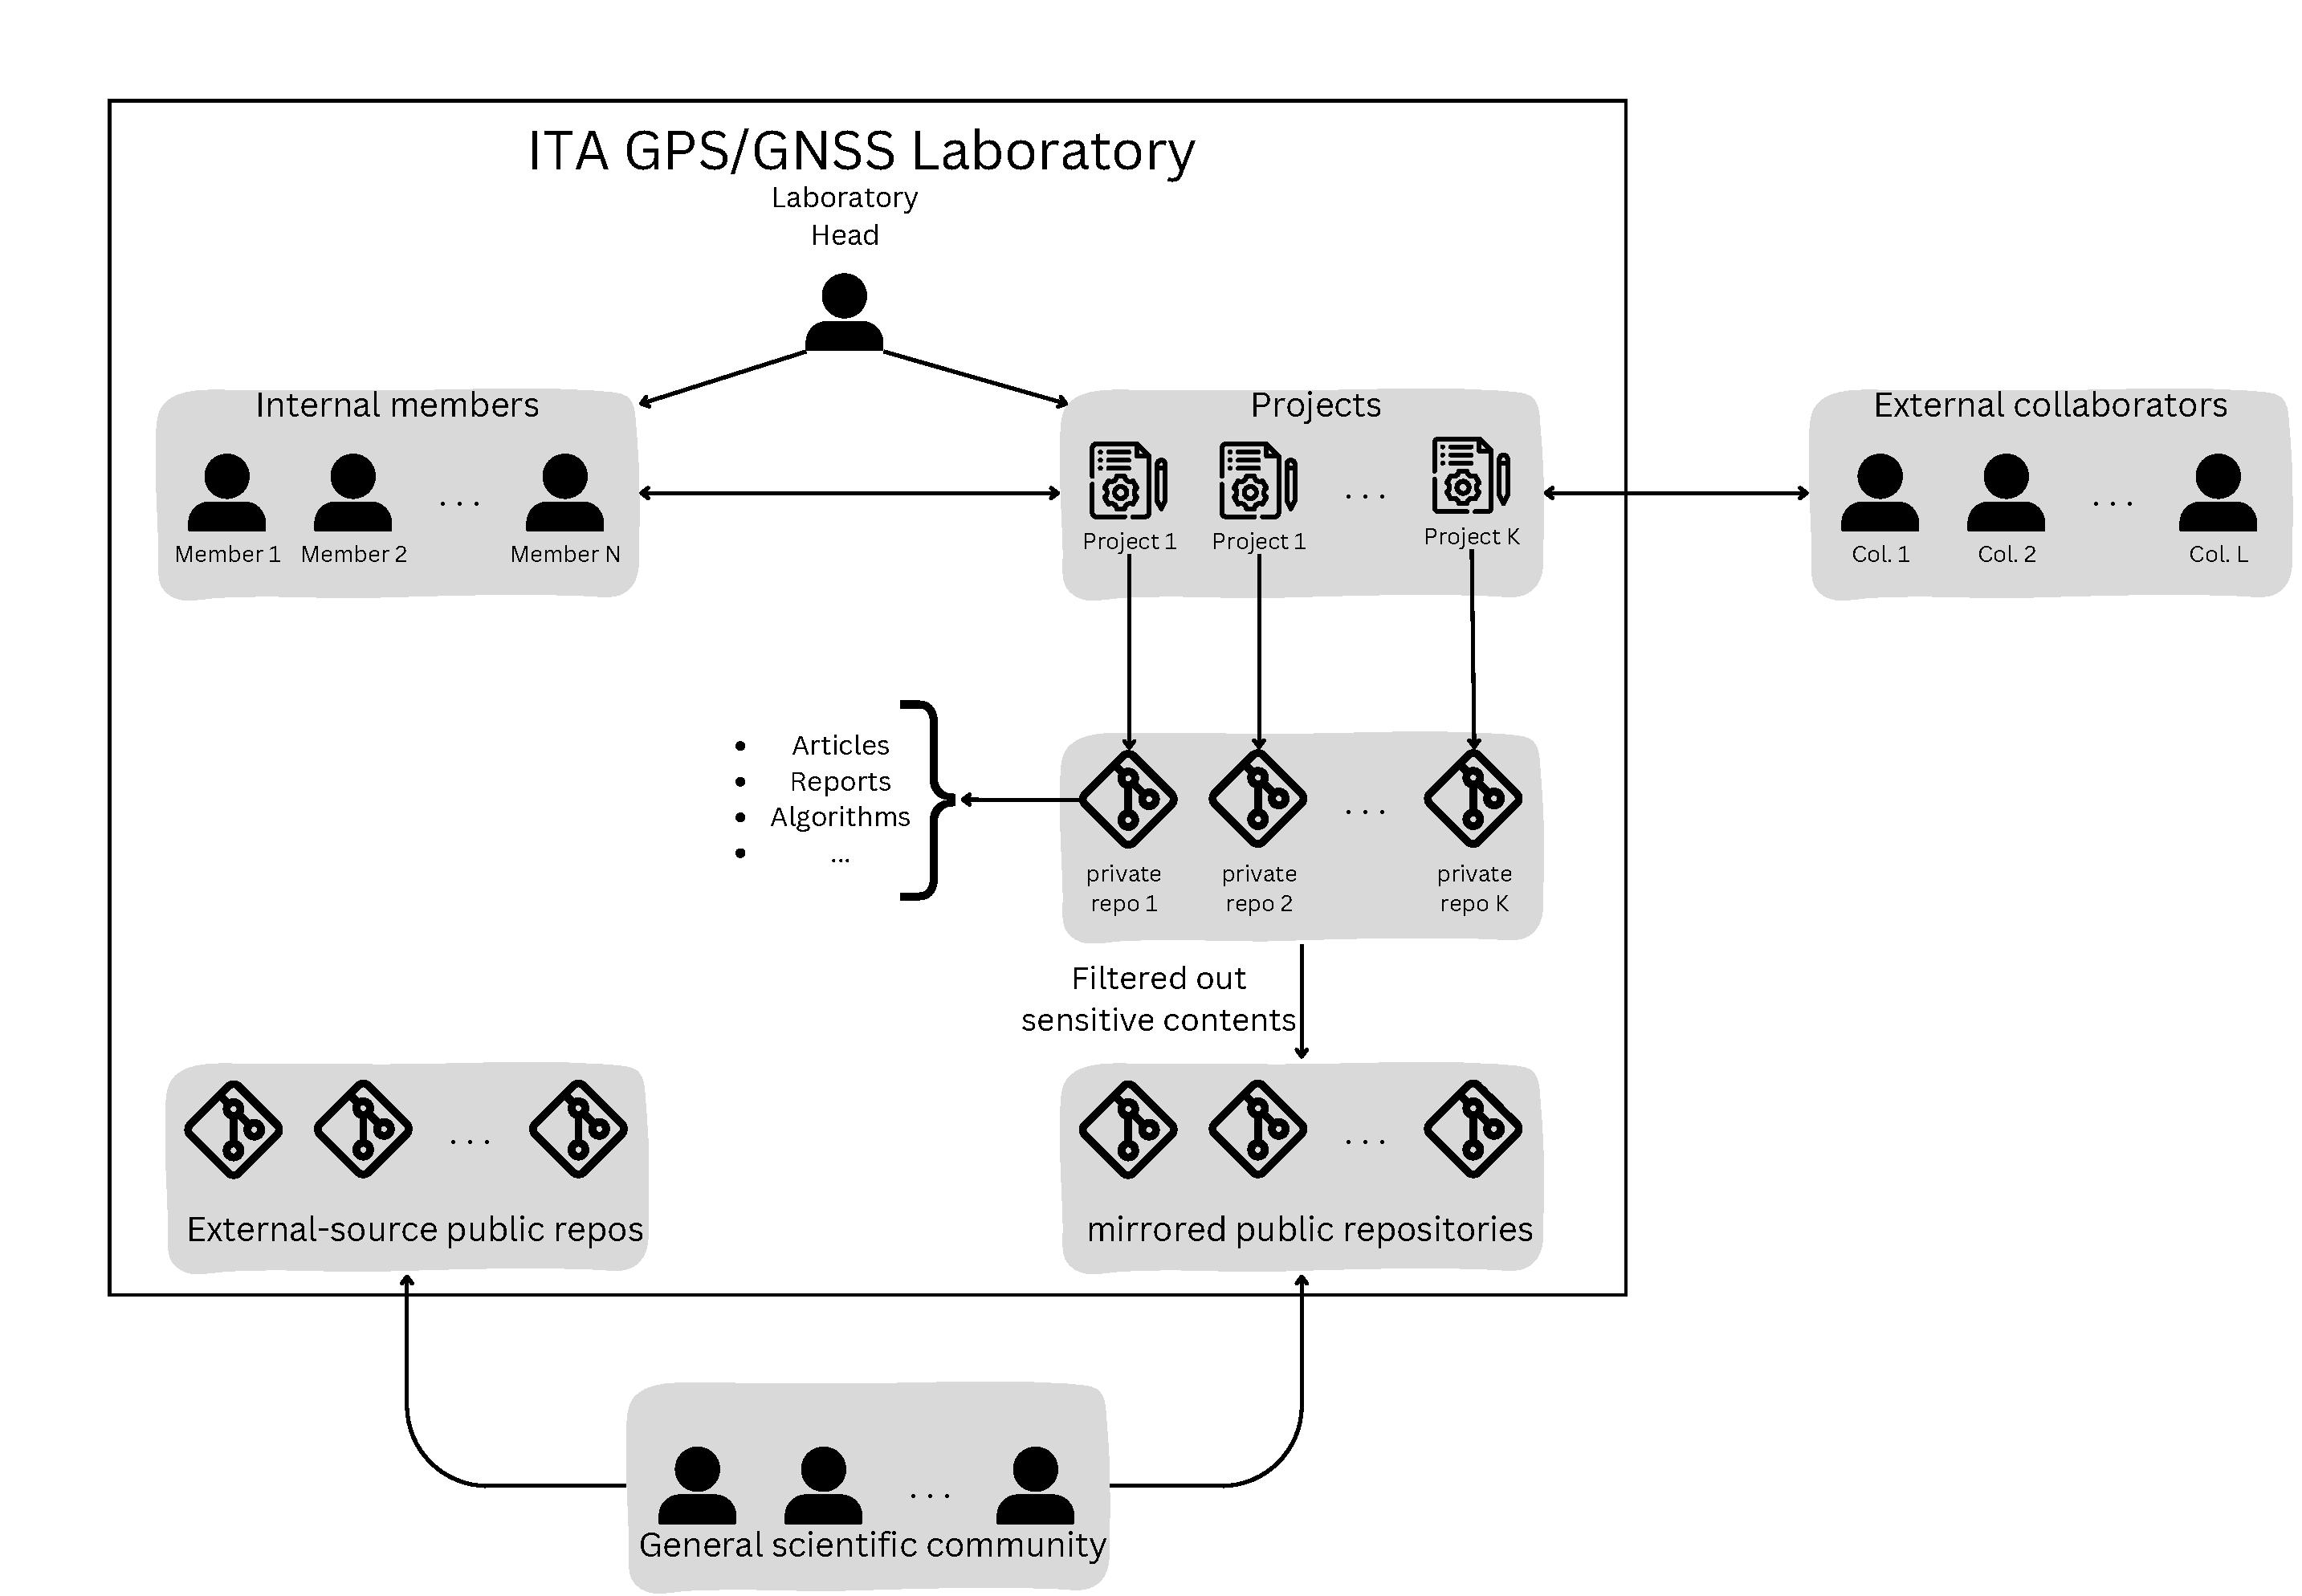 ITA GPS/GNSS Laboratory
Laboratory
Head
Internal members
Member 1
Member 2
. . .
Member N
Projects
Project 1
Project 1
. . .
Project K
External collaborators
Col. 1
Col. 2
. . .
Col. L
• Articles
• Reports
• Algorithms
• ...
private
repo 1
private
repo 2
. . .
private
repo K
Filtered out
sensitive contents
. . .
External-source public repos
. . .
mirrored public repositories
. . .
General scientific community